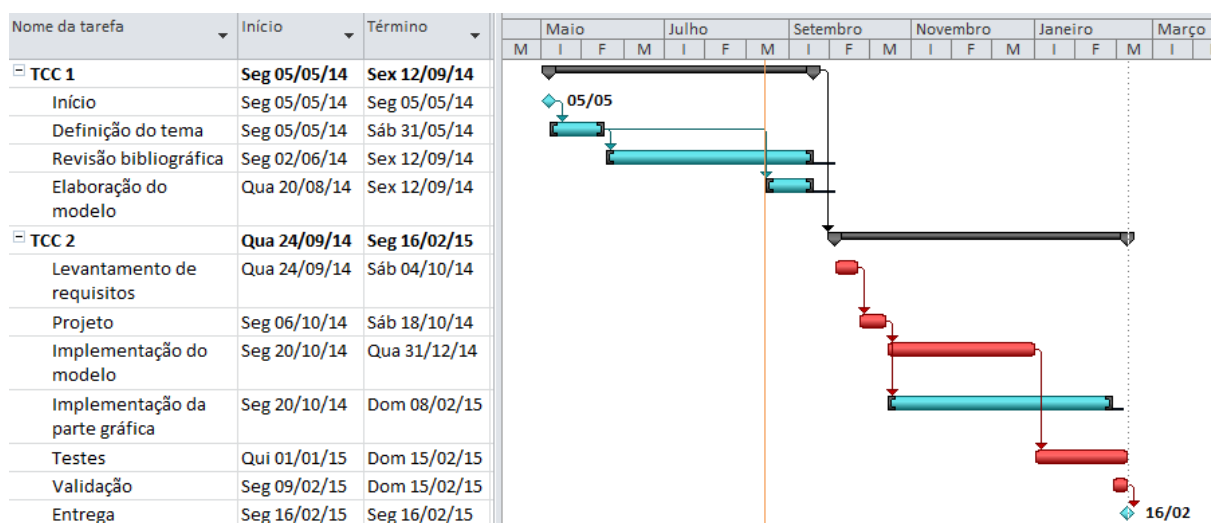 Nome da tarefa Início Término Maio Julho Setembro Novembro Janeiro Março
M I F M I F M I F M I F M I F M I
TCC 1 Seg 05/05/14 Sex 12/09/14
Início Seg 05/05/14 Seg 05/05/14 05/05
Definição do tema Seg 05/05/14 Sáb 31/05/14
Revisão bibliográfica Seg 02/06/14 Sex 12/09/14
Elaboração do Qua 20/08/14 Sex 12/09/14
modelo
TCC 2 Qua 24/09/14 Seg 16/02/15
Levantamento de Qua 24/09/14 Sáb 04/10/14
requisitos
Projeto Seg 06/10/14 Sáb 18/10/14
Implementação do Seg 20/10/14 Qua 31/12/14
modelo
Implementação da Seg 20/10/14 Dom 08/02/15
parte gráfica
Testes Qui 01/01/15 Dom 15/02/15
Validação Seg 09/02/15 Dom 15/02/15
Entrega Seg 16/02/15 Seg 16/02/15 16/02